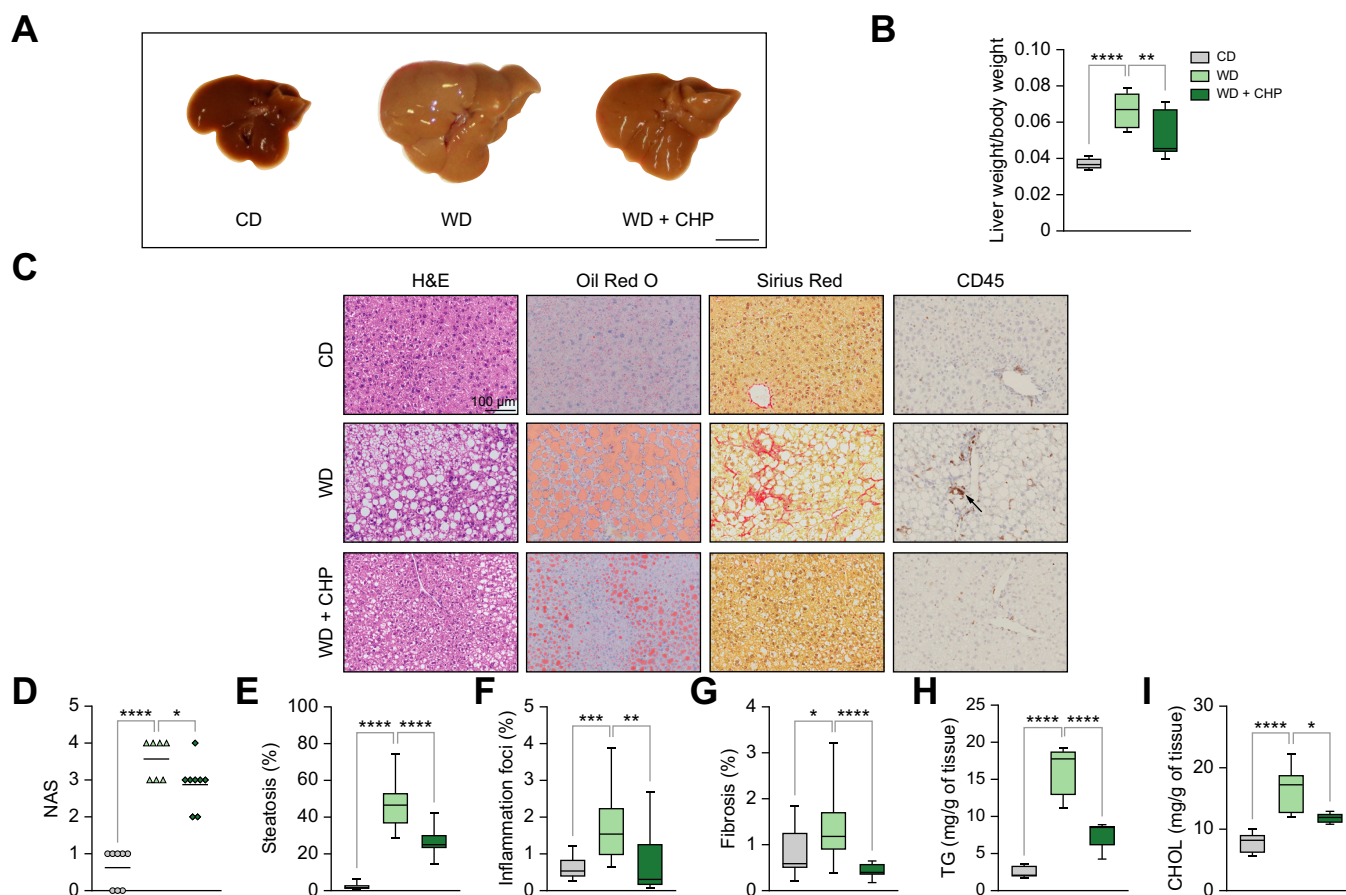 A
CD
WD
WD + CHP
B
Liver weight/body weight
0.10
0.08
0.06
0.04
0.02
0
**** **
CD
WD
WD + CHP
C
H&E
Oil Red O
Sirius Red
CD45
CD
100 µm
WD
WD + CHP
D
NAS
5
4
3
2
1
0
**** *
E
Steatosis (%)
100
80
60
40
20
0
**** ****
F
Inflammation foci (%)
5
4
3
2
1
0
*** **
G
Fibrosis (%)
4
3
2
1
0
* ****
H
TG (mg/g of tissue)
25
20
15
10
5
0
**** ****
I
CHOL (mg/g of tissue)
30
20
10
0
**** *